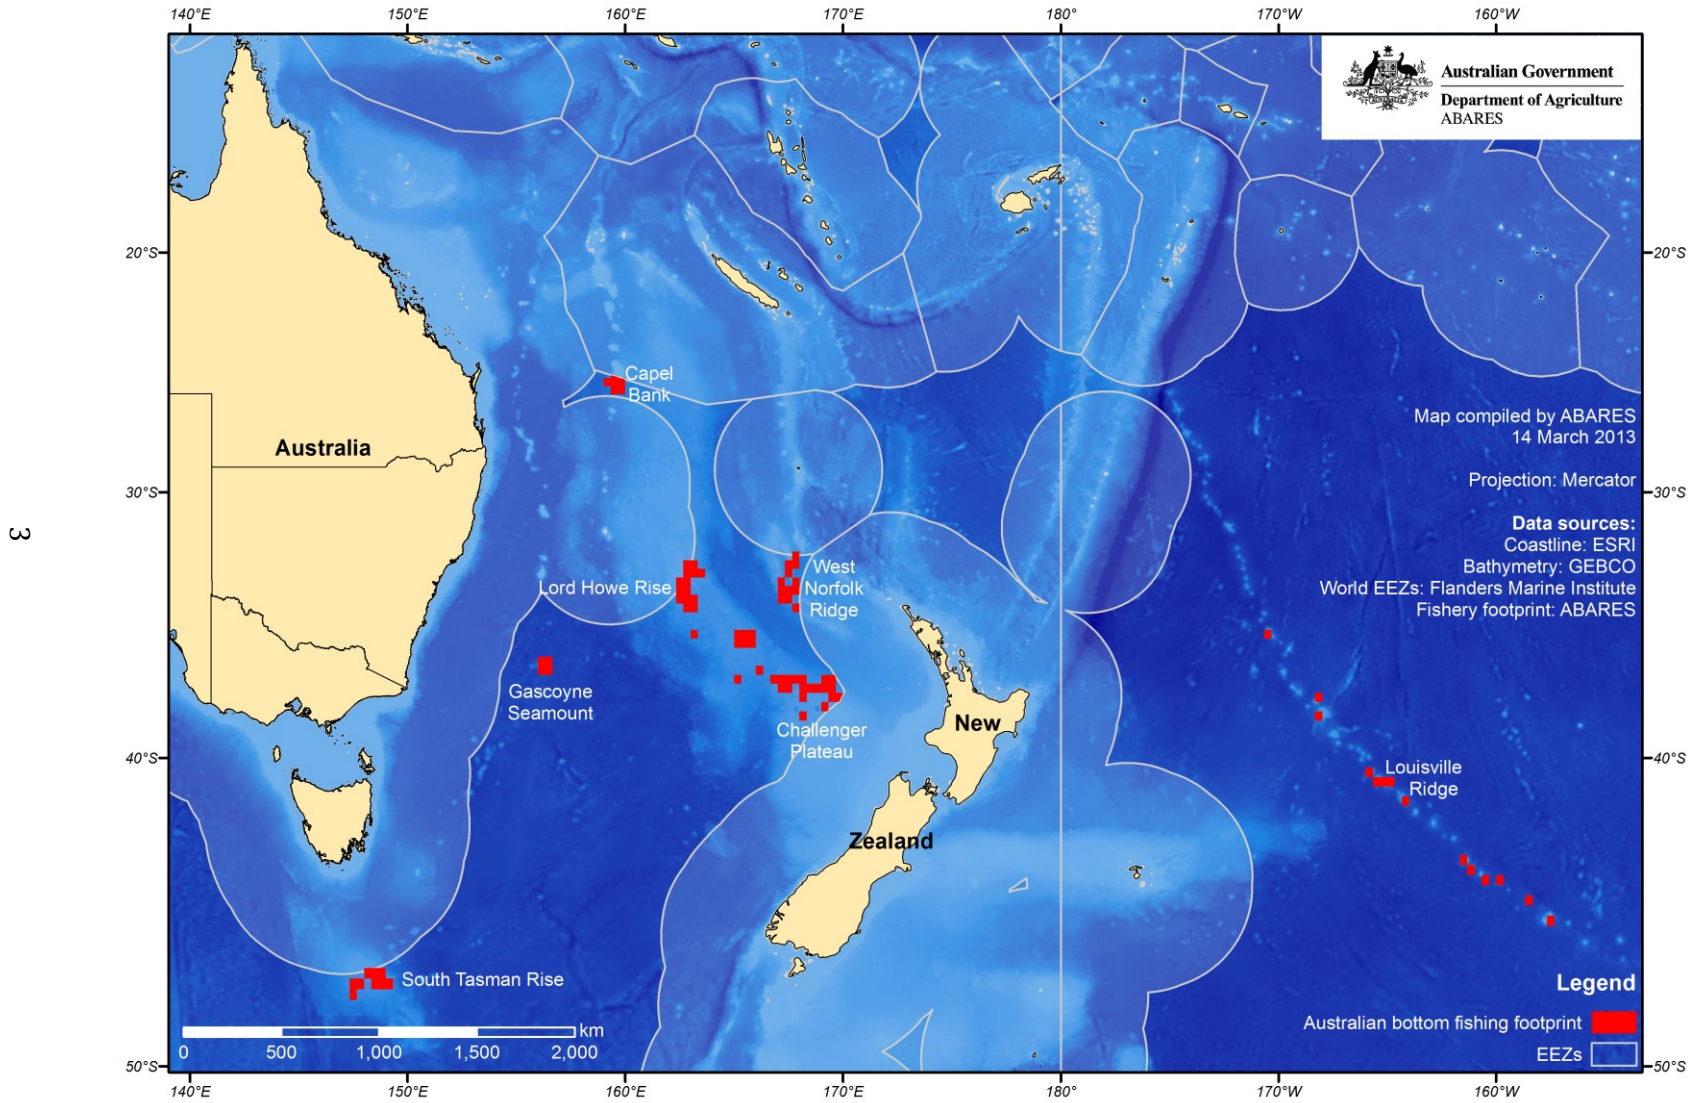 140°E
150°E
160°E
170°E
180°
170°W
160°W
Australian Government
Department of Agriculture
ABARES
20°S
20°S
Capel
Bank
Map compiled by ABARES
14 March 2013
Australia
Projection: Mercator
30°S
30°S
Data sources:
Coastline: ESRI
Bathymetry: GEBCO
World EEZs: Flanders Marine Institute
Fishery footprint: ABARES
3
Lord Howe Rise
West
Norfolk
Ridge
Gascoyne
Seamount
New
Challenger
Plateau
40°S
40°S
Louisville
Ridge
Zealand
South Tasman Rise
Legend
Australian bottom fishing footprint
EEZs
km
0
500
1,000
1,500
2,000
50°S
50°S
140°E
150°E
160°E
170°E
180°
170°W
160°W